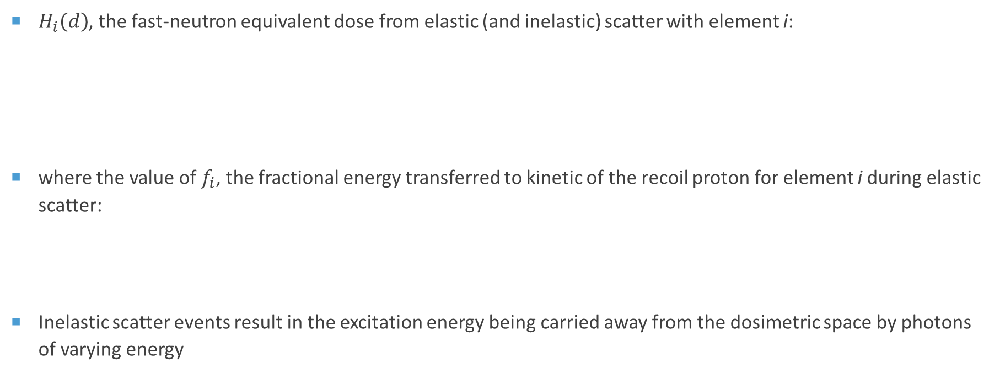 ▪ H_i(d), the fast-neutron equivalent dose from elastic (and inelastic) scatter with element i:
▪ where the value of f_i, the fractional energy transferred to kinetic of the recoil proton for element i during elastic
scatter:
▪ Inelastic scatter events result in the excitation energy being carried away from the dosimetric space by photons
of varying energy